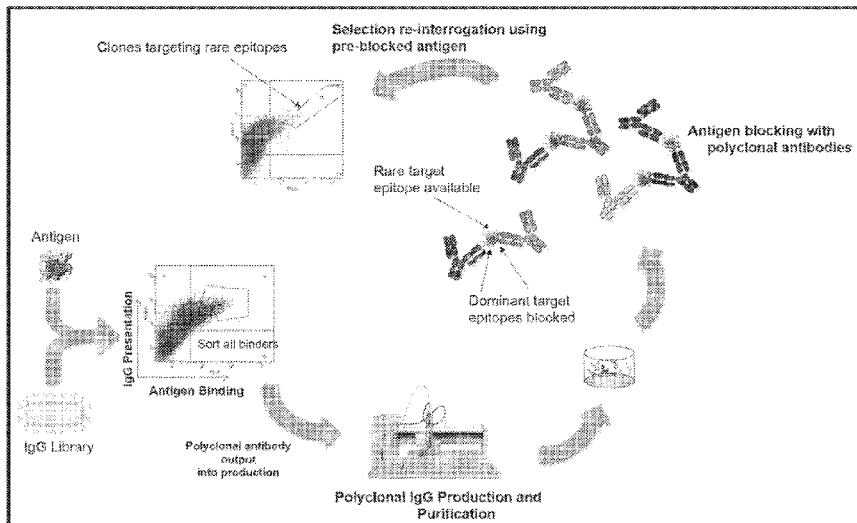 Selection re-interrogation using
pre-blocked antigen
Clones targeting rare epitopes
Antigen blocking with
polyclonal antibodies
Rare target
epitope available
Antigen
Dominant target
epitopes blocked
IgG Presentation
Sort all binders
Antigen Binding
IgG Library
Polyclonal antibody
output
into production
Polyclonal IgG Production and
Purification